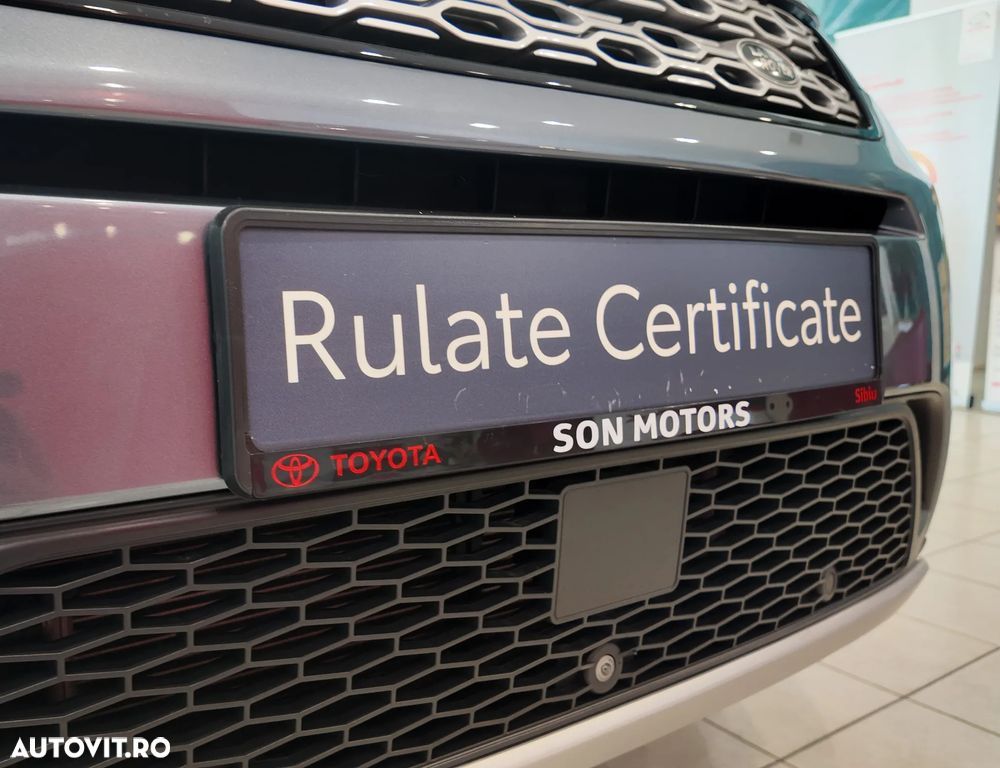 Rulate Certificate
TOYOTA
SON MOTORS
Sibiu
AUTOVIT.RO